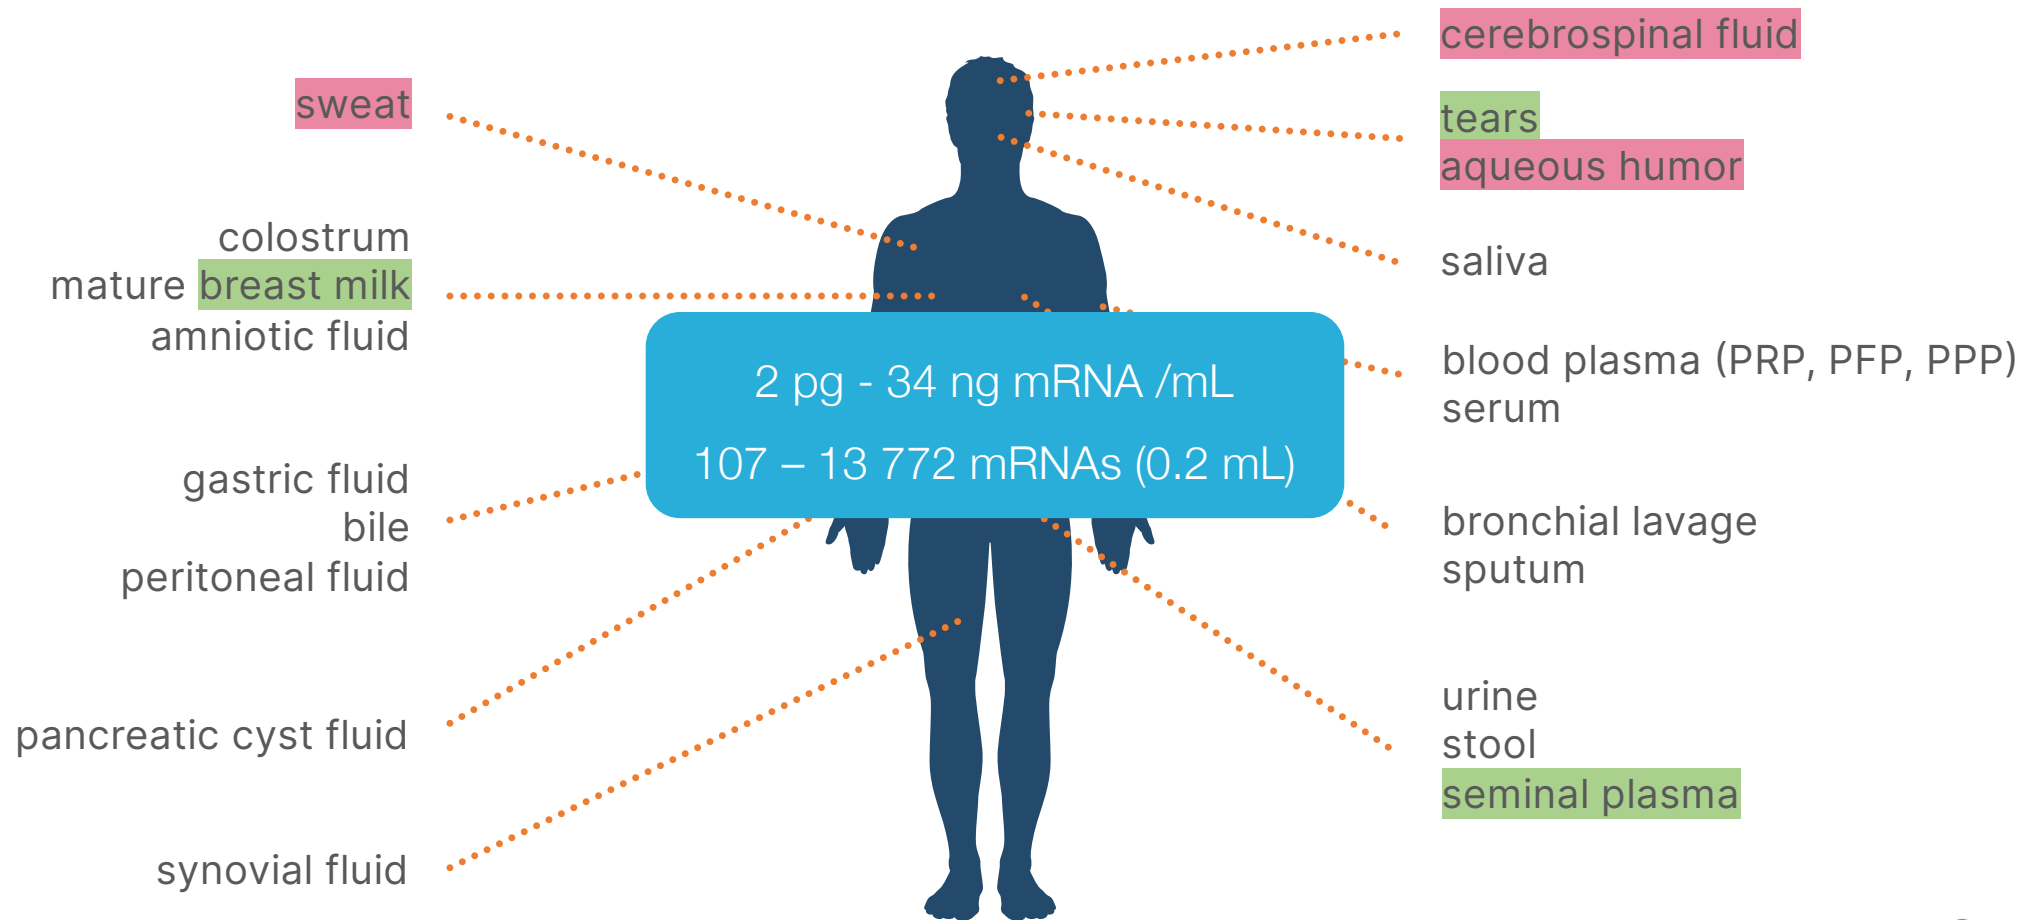 cerebrospinal fluid
sweat
tears
aqueous humor
colostrum
mature breast milk
amniotic fluid
saliva
2 pg - 34 ng mRNA /mL
107 – 13 772 mRNAs (0.2 mL)
blood plasma (PRP, PFP, PPP)
serum
gastric fluid
bile
peritoneal fluid
bronchial lavage
sputum
pancreatic cyst fluid
urine
stool
seminal plasma
synovial fluid